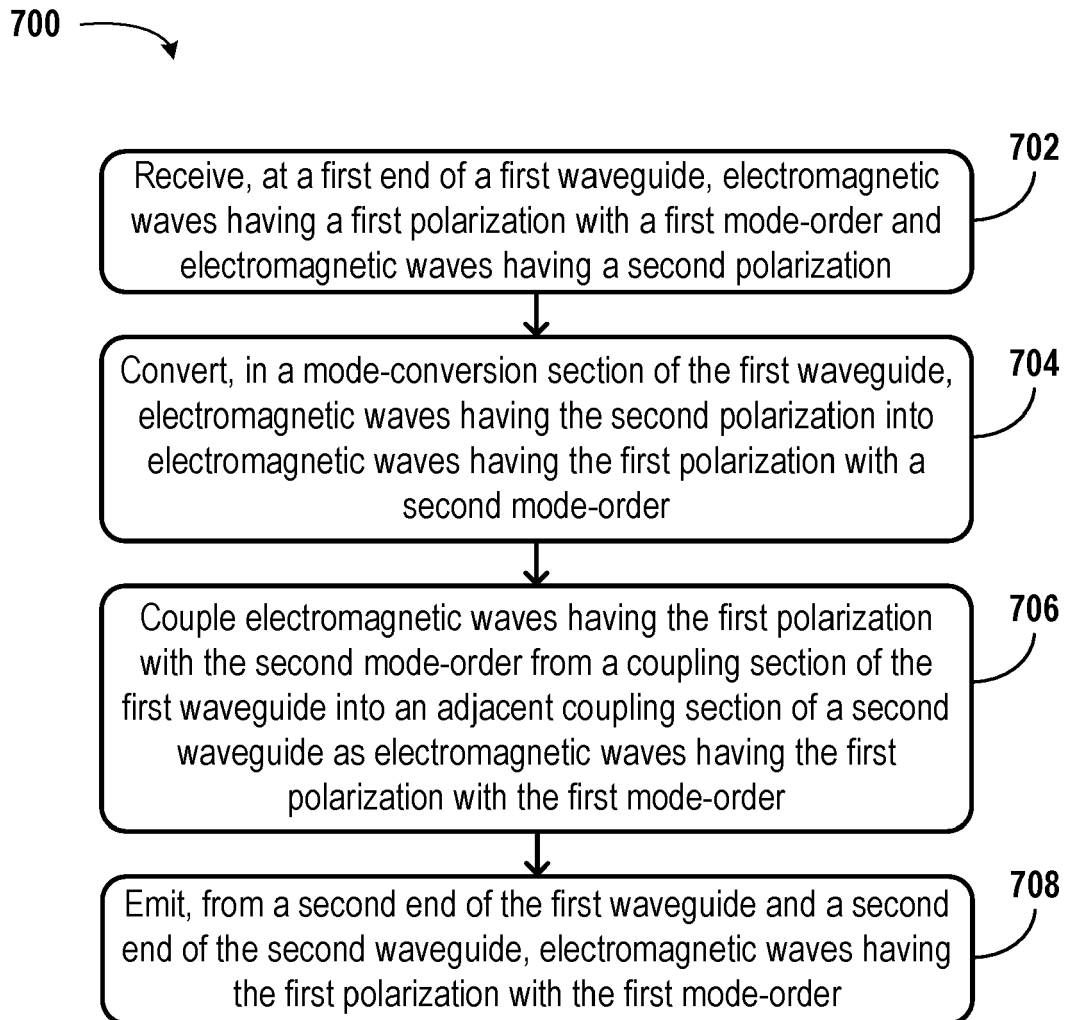 700
702
Receive, at a first end of a first waveguide, electromagnetic
waves having a first polarization with a first mode-order and
electromagnetic waves having a second polarization
704
Convert, in a mode-conversion section of the first waveguide,
electromagnetic waves having the second polarization into
electromagnetic waves having the first polarization with a
second mode-order
706
Couple electromagnetic waves having the first polarization
with the second mode-order from a coupling section of the
first waveguide into an adjacent coupling section of a second
waveguide as electromagnetic waves having the first
polarization with the first mode-order
708
Emit, from a second end of the first waveguide and a second
end of the second waveguide, electromagnetic waves having
the first polarization with the first mode-order